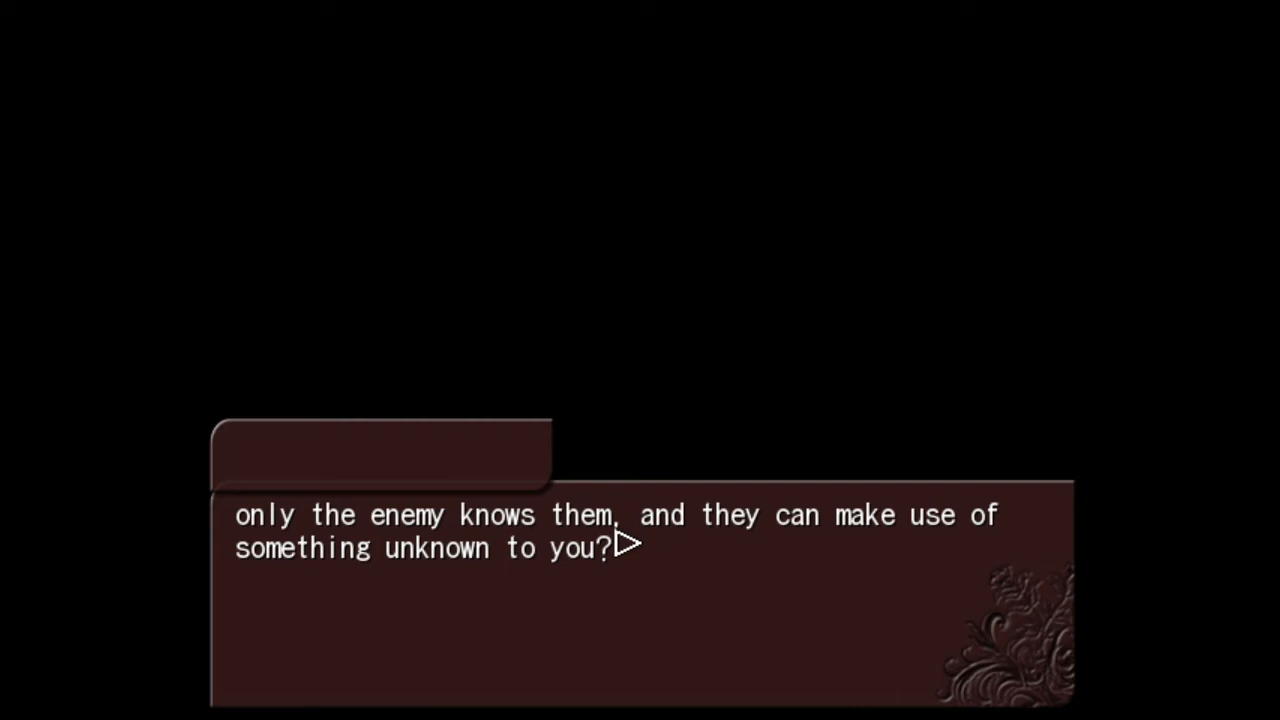 only the enemy knows them, and they can make use of
something unknown to you?